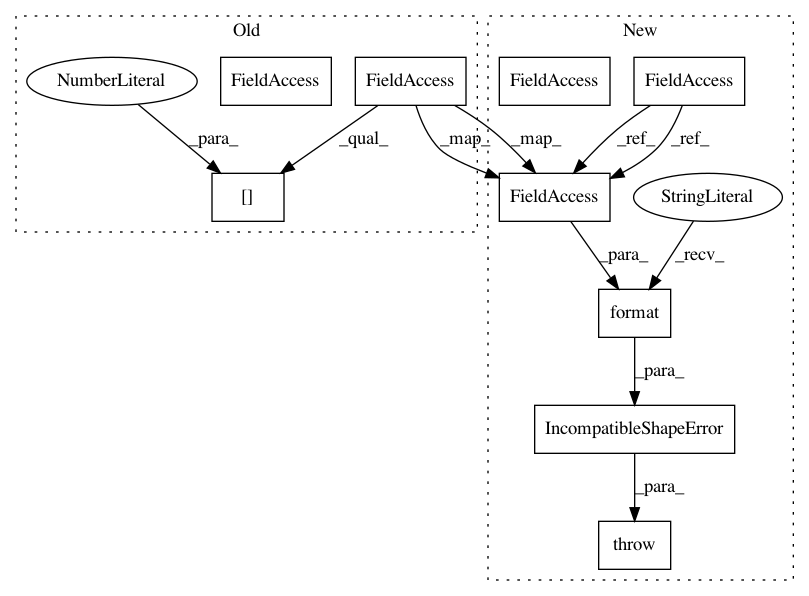 Old
New
NumberLiteral
FieldAccess
FieldAccess
FieldAccess
FieldAccess
_para_
_qual_
_map_
_map_
_ref_
_ref_
[]
FieldAccess
StringLiteral
_para_
_recv_
format
_para_
IncompatibleShapeError
_para_
throw